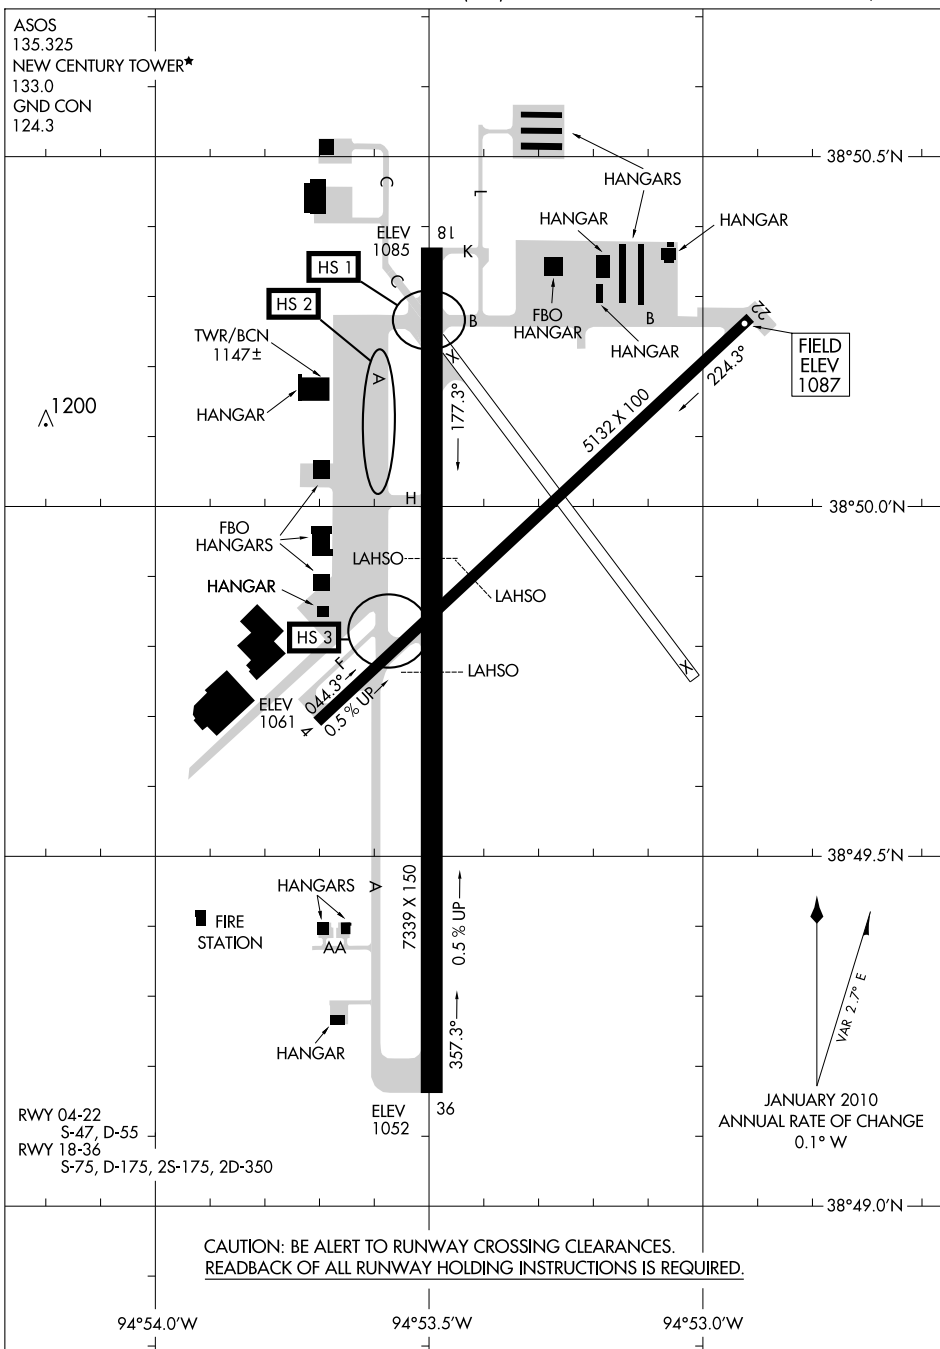 ASOS
135.325
NEW CENTURY TOWER★
133.0
GND CON
124.3
38°50.5'N
HANGARS
HANGAR
HANGAR
C
L
ELEV
1085
18
K
HS 1
C
HS 2
B
FBO
HANGAR
B
22
HANGAR
TWR/BCN
1147±
FIELD
ELEV
1087
X
A
224.3°
HANGAR
1200
177.3°
5132 X 100
H
38°50.0'N
FBO
HANGARS
LAHSO
LAHSO
HANGAR
HS 3
LAHSO
X
F
044.3°
0.5 % UP
ELEV
1061
4
38°49.5'N
HANGARS
A
7339 X 150
0.5 % UP
FIRE
STATION
AA
VAR 2.7° E
357.3°
HANGAR
36
ELEV
1052
JANUARY 2010
ANNUAL RATE OF CHANGE
0.1° W
RWY 04-22
S-47, D-55
RWY 18-36
S-75, D-175, 2S-175, 2D-350
38°49.0'N
CAUTION: BE ALERT TO RUNWAY CROSSING CLEARANCES.
READBACK OF ALL RUNWAY HOLDING INSTRUCTIONS IS REQUIRED.
94°54.0'W
94°53.5'W
94°53.0'W